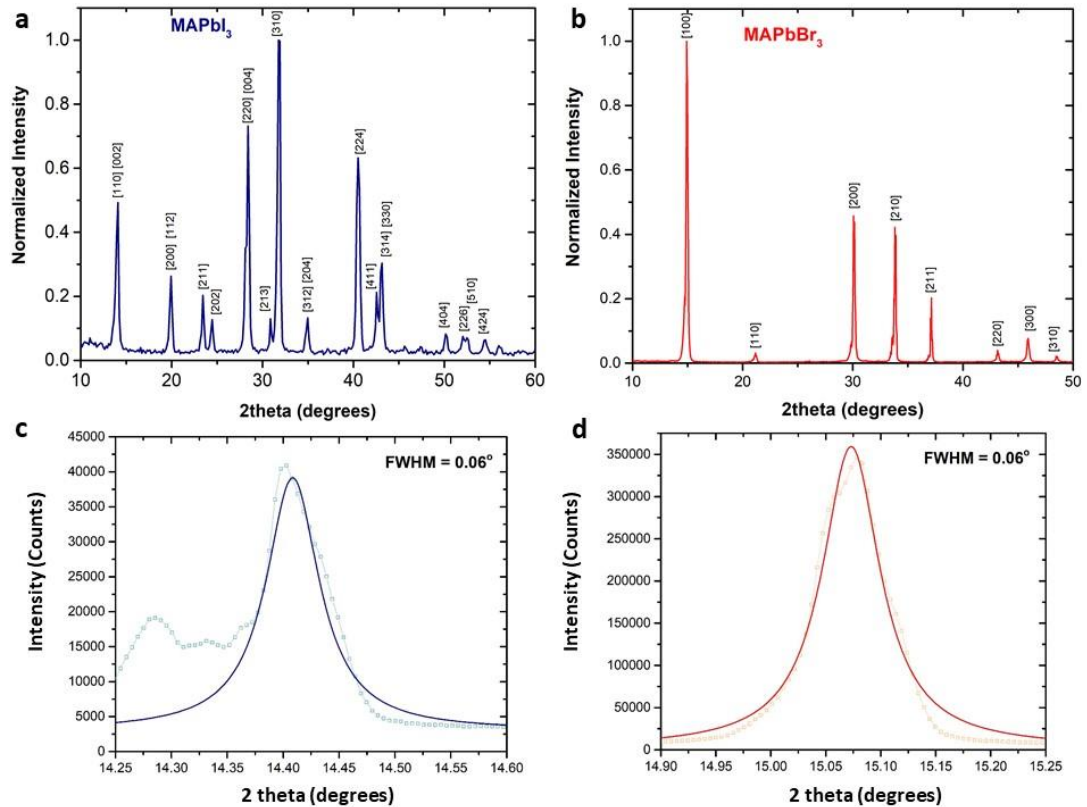 a
MAPbI₃
Normalized Intensity
1.0
0.8
0.6
0.4
0.2
0.0
[110] [002]
[200] [112]
[211]
[202]
[220] [004]
[213]
[310]
[312] [204]
[224]
[411]
[314] [330]
[404]
[226]
[510]
[424]
10 20 30 40 50 60
2theta (degrees)
b
MAPbBr₃
Normalized Intensity
1.0
0.8
0.6
0.4
0.2
0.0
[100]
[110]
[200]
[210]
[211]
[220]
[300]
[310]
10 20 30 40 50
2theta (degrees)
c
FWHM = 0.06°
Intensity (Counts)
45000
40000
35000
30000
25000
20000
15000
10000
5000
0
14.25 14.30 14.35 14.40 14.45 14.50 14.55 14.60
2 theta (degrees)
d
FWHM = 0.06°
Intensity (Counts)
350000
300000
250000
200000
150000
100000
50000
0
14.90 14.95 15.00 15.05 15.10 15.15 15.20 15.25
2 theta (degrees)